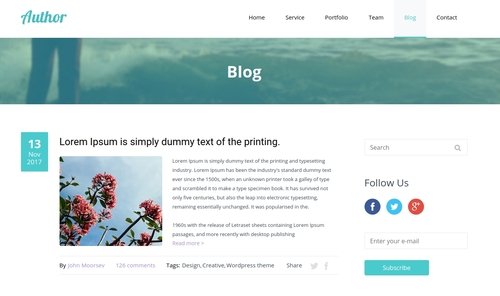 Author
Home Service Portfolio Team Blog Contact
Blog
13
Nov
2017
Lorem Ipsum is simply dummy text of the printing.
Lorem Ipsum is simply dummy text of the printing and typesetting
industry. Lorem Ipsum has been the industry's standard dummy text
ever since the 1500s, when an unknown printer took a galley of type
and scrambled it to make a type specimen book. It has survived not
only five centuries, but also the leap into electronic typesetting,
remaining essentially unchanged. It was popularised in the.
1960s with the release of Letraset sheets containing Lorem Ipsum
passages, and more recently with desktop publishing
Read more >
By John Moorsev 126 comments Tags: Design,Creative,Wordpress theme Share
Search
Follow Us
Enter your e-mail
Subscribe